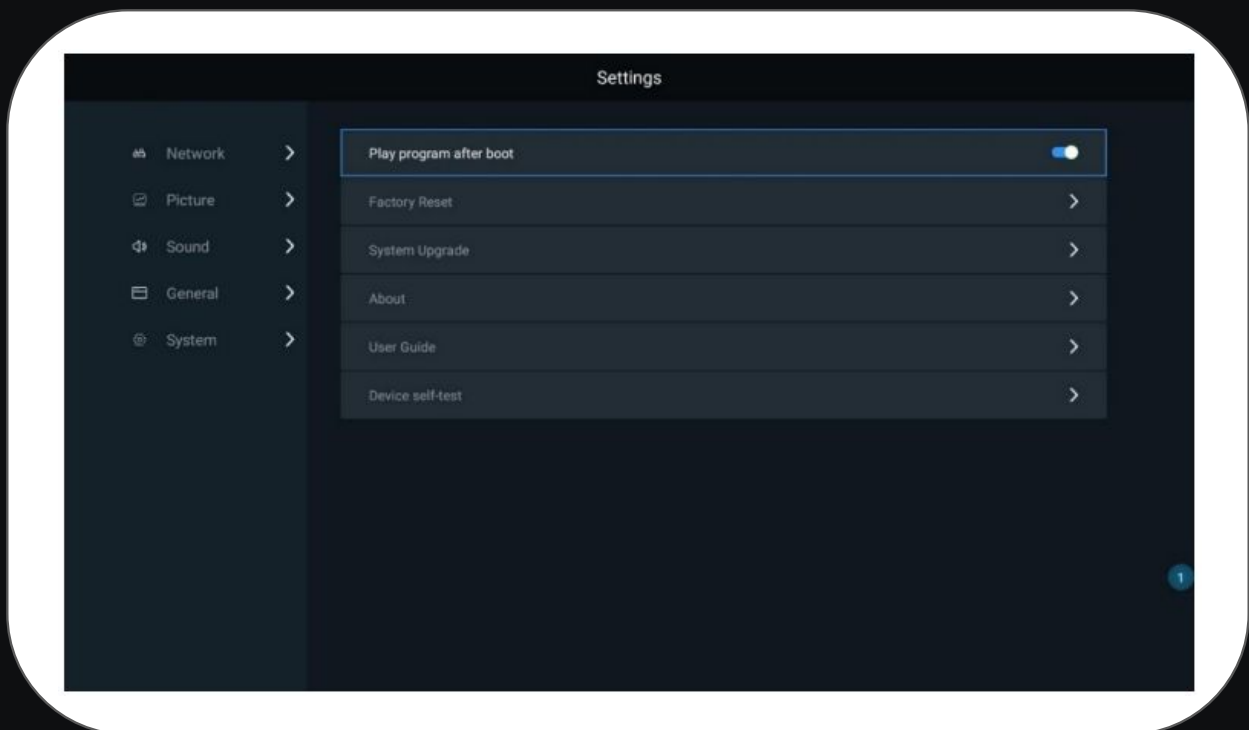 Settings
Network
Picture
Sound
General
System
Play program after boot
Factory Reset
System Upgrade
About
User Guide
Device self-test
1